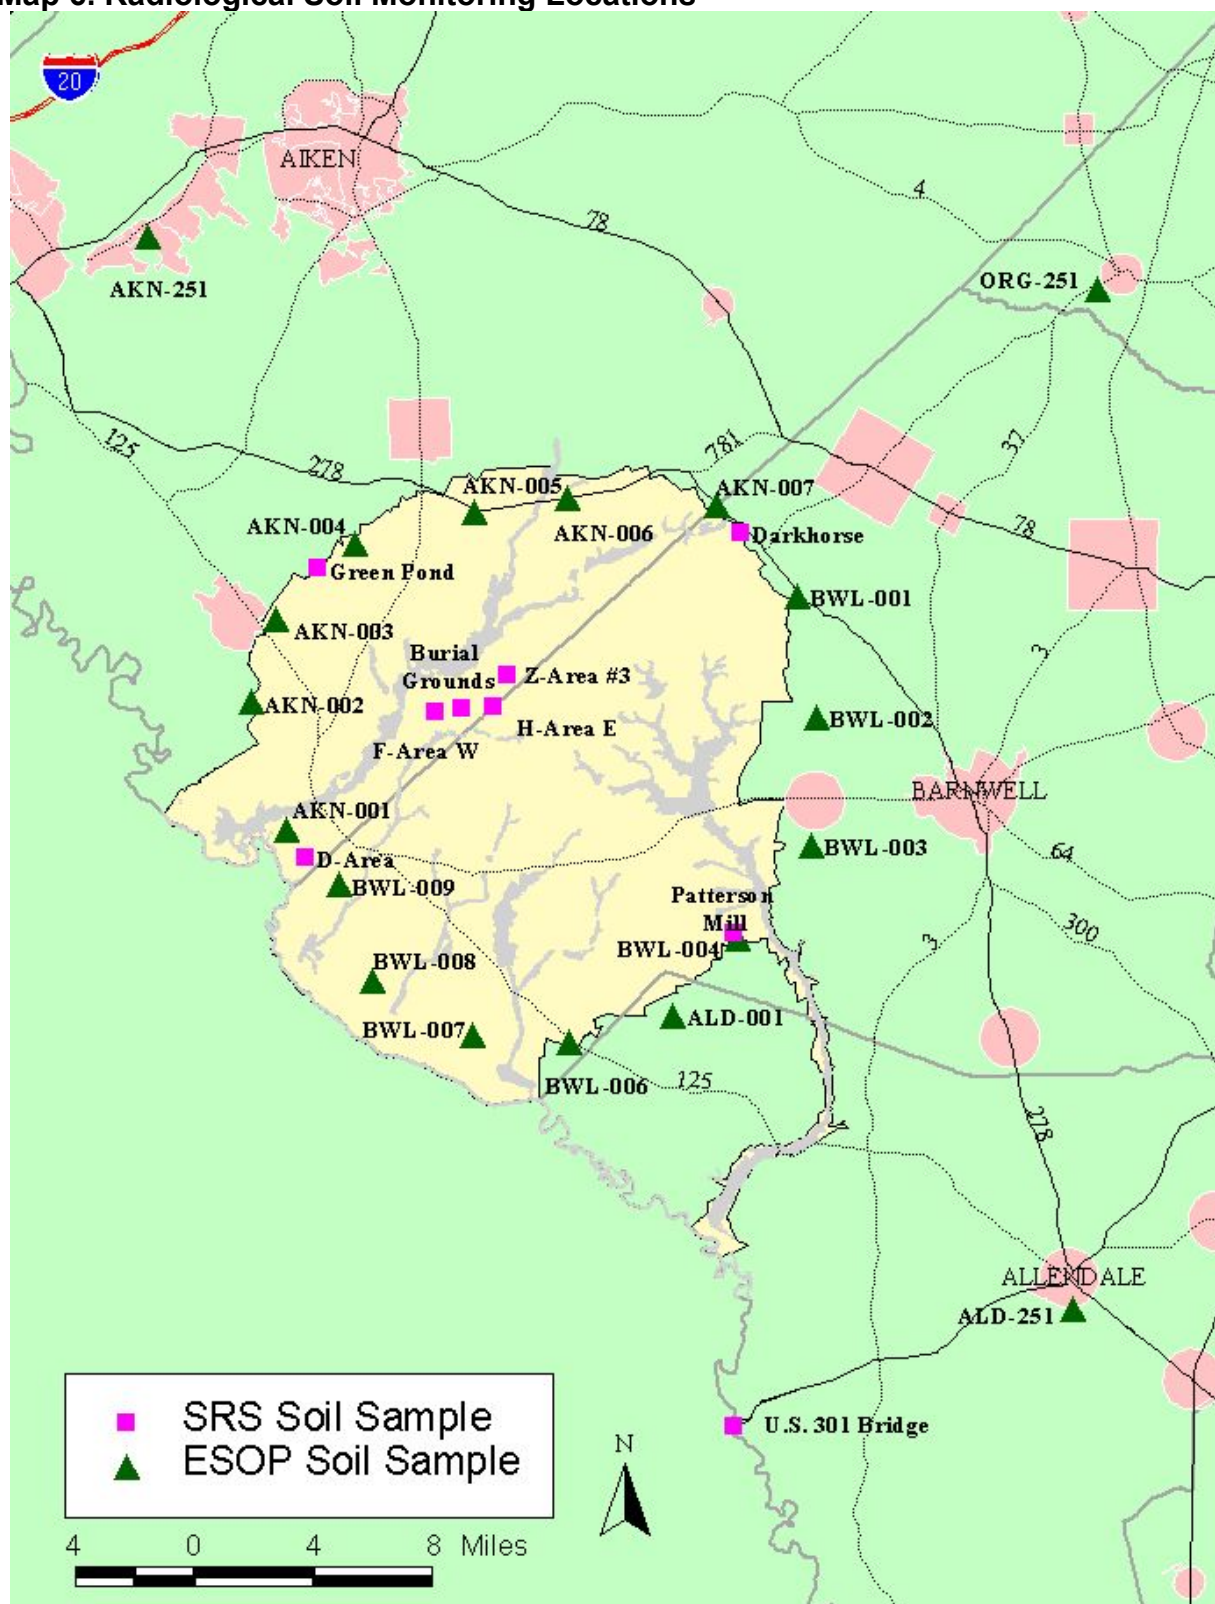 Map 6. Radiological Soil Monitoring Locations
20
AIKEN
78
4
AKN-251
ORG-251
125
278
781
37
AKN-005
AKN-007
AKN-004
AKN-006
78
Darkhorse
Green Pond
BWL-001
AKN-003
3
Burial
Grounds
Z-Area #3
AKN-002
BWL-002
H-Area E
F-Area W
BARNWELL
AKN-001
BWL-003
64
D-Area
BWL-009
Patterson
Mill
300
3
BWL-004
BWL-008
ALD-001
BWL-007
BWL-006
125
278
ALLENDALE
ALD-251
SRS Soil Sample
U.S. 301 Bridge
ESOP Soil Sample
N
4 0 4 8 Miles